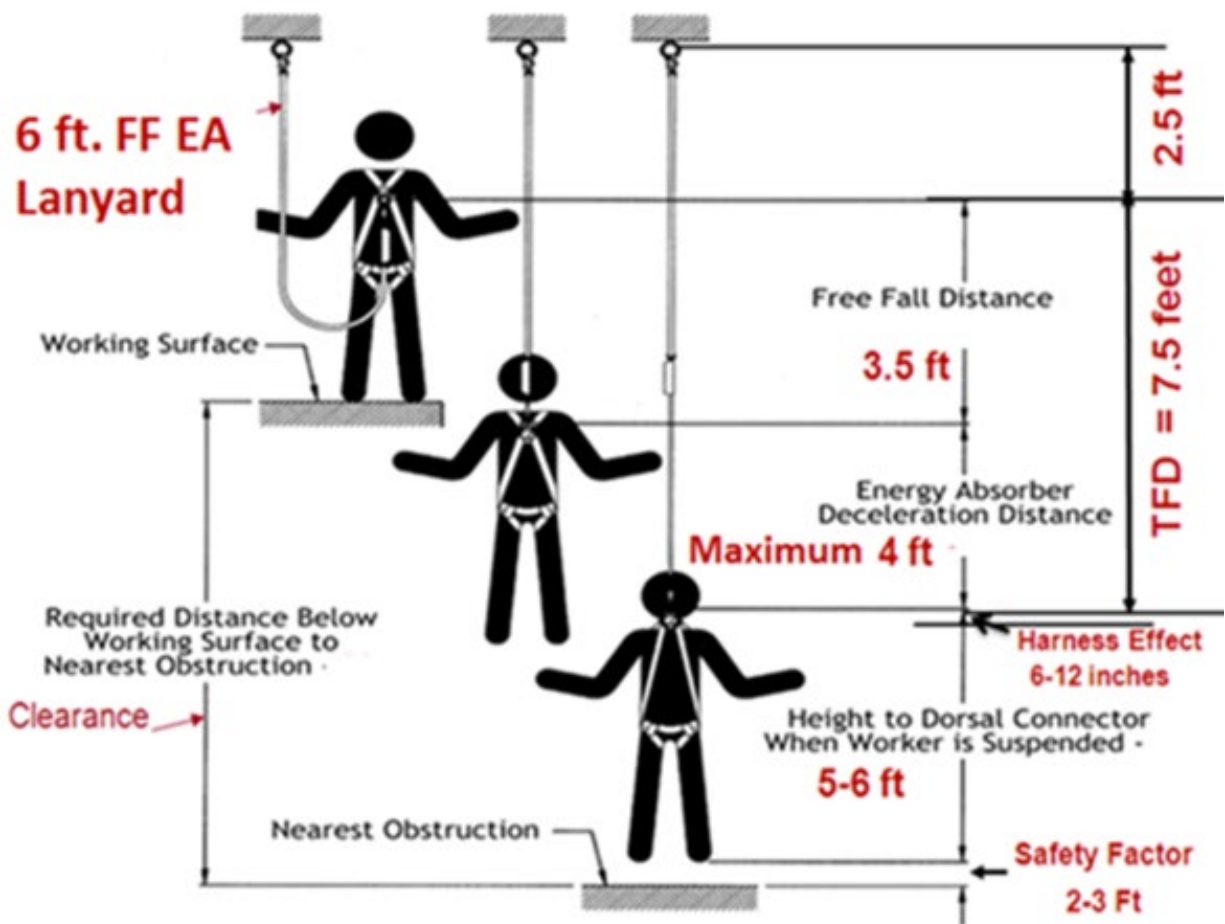 6 ft. FF EA
Lanyard
2.5 ft
Free Fall Distance
3.5 ft
TFD = 7.5 feet
Working Surface
Energy Absorber
Deceleration Distance
Maximum 4 ft
Required Distance Below
Working Surface to
Nearest Obstruction -
Harness Effect
6-12 inches
Clearance
Height to Dorsal Connector
When Worker is Suspended -
5-6 ft
Nearest Obstruction
Safety Factor
2-3 Ft